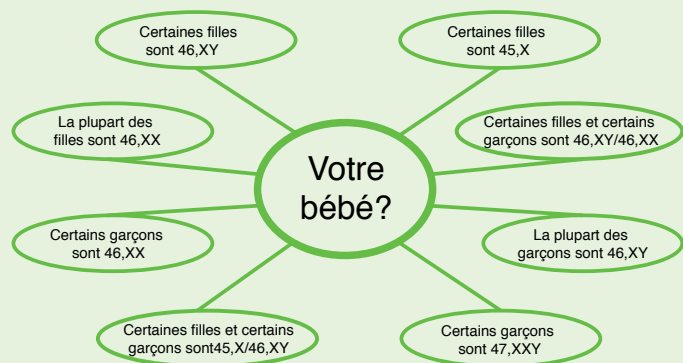 Certaines filles
sont 46,XY
Certaines filles
sont 45,X
La plupart des
filles sont 46,XX
Certaines filles et certains
garçons sont 46,XY/46,XX
Votre
bébé?
Certains garçons
sont 46,XX
La plupart des
garçons sont 46,XY
Certaines filles et certains
garçons sont45,X/46,XY
Certains garçons
sont 47,XXY